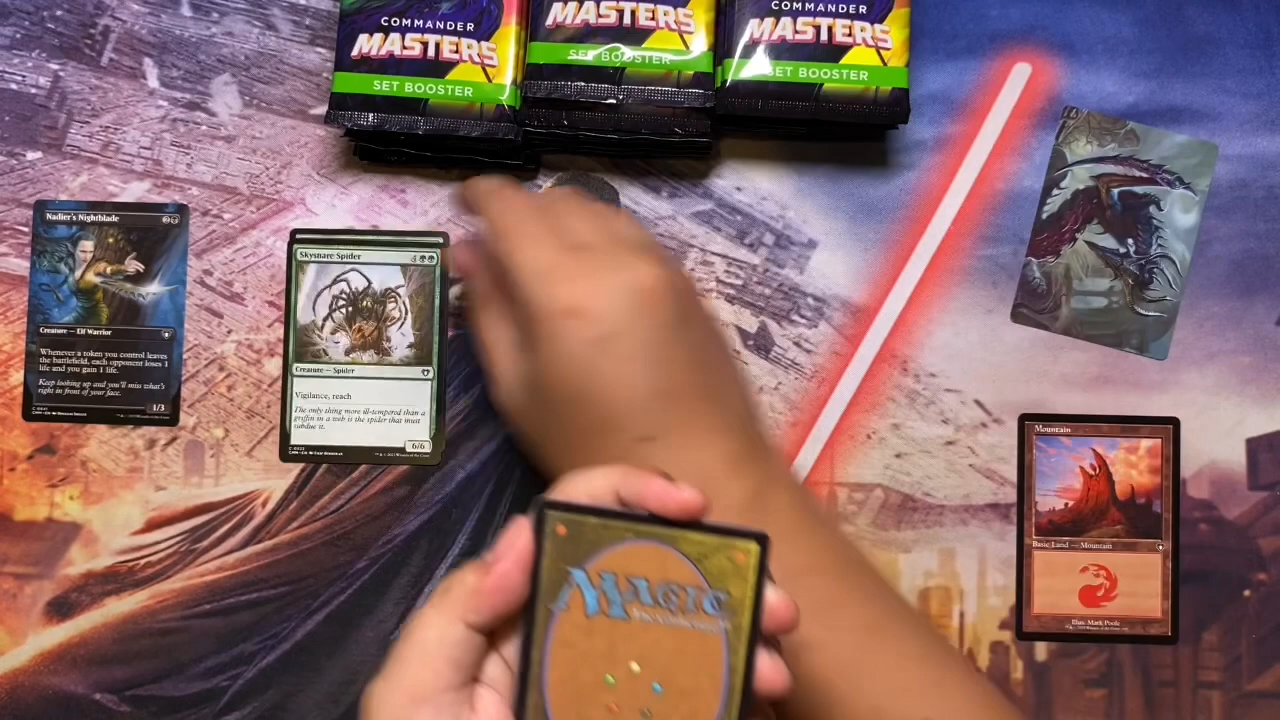 COMMANDER
MASTERS
SET BOOSTER
MASTERS
SET BOOSTER
COMMANDER
MASTERS
SET BOOSTER
Nadier's Nightblade
2
Creature — Elf Warrior
Whenever a token you control leaves
the battlefield, each opponent loses 1
life and you gain 1 life.
Keep looking up and you'll miss what's
right in front of your face.
1/3
Skysnare Spider
4
Creature — Spider
Vigilance, reach
The only thing more ill-tempered than a
griffin in a web is the spider that must
subdue it.
6/6
Mountain
Basic Land — Mountain
Illus. Mark Poole
MAGIC